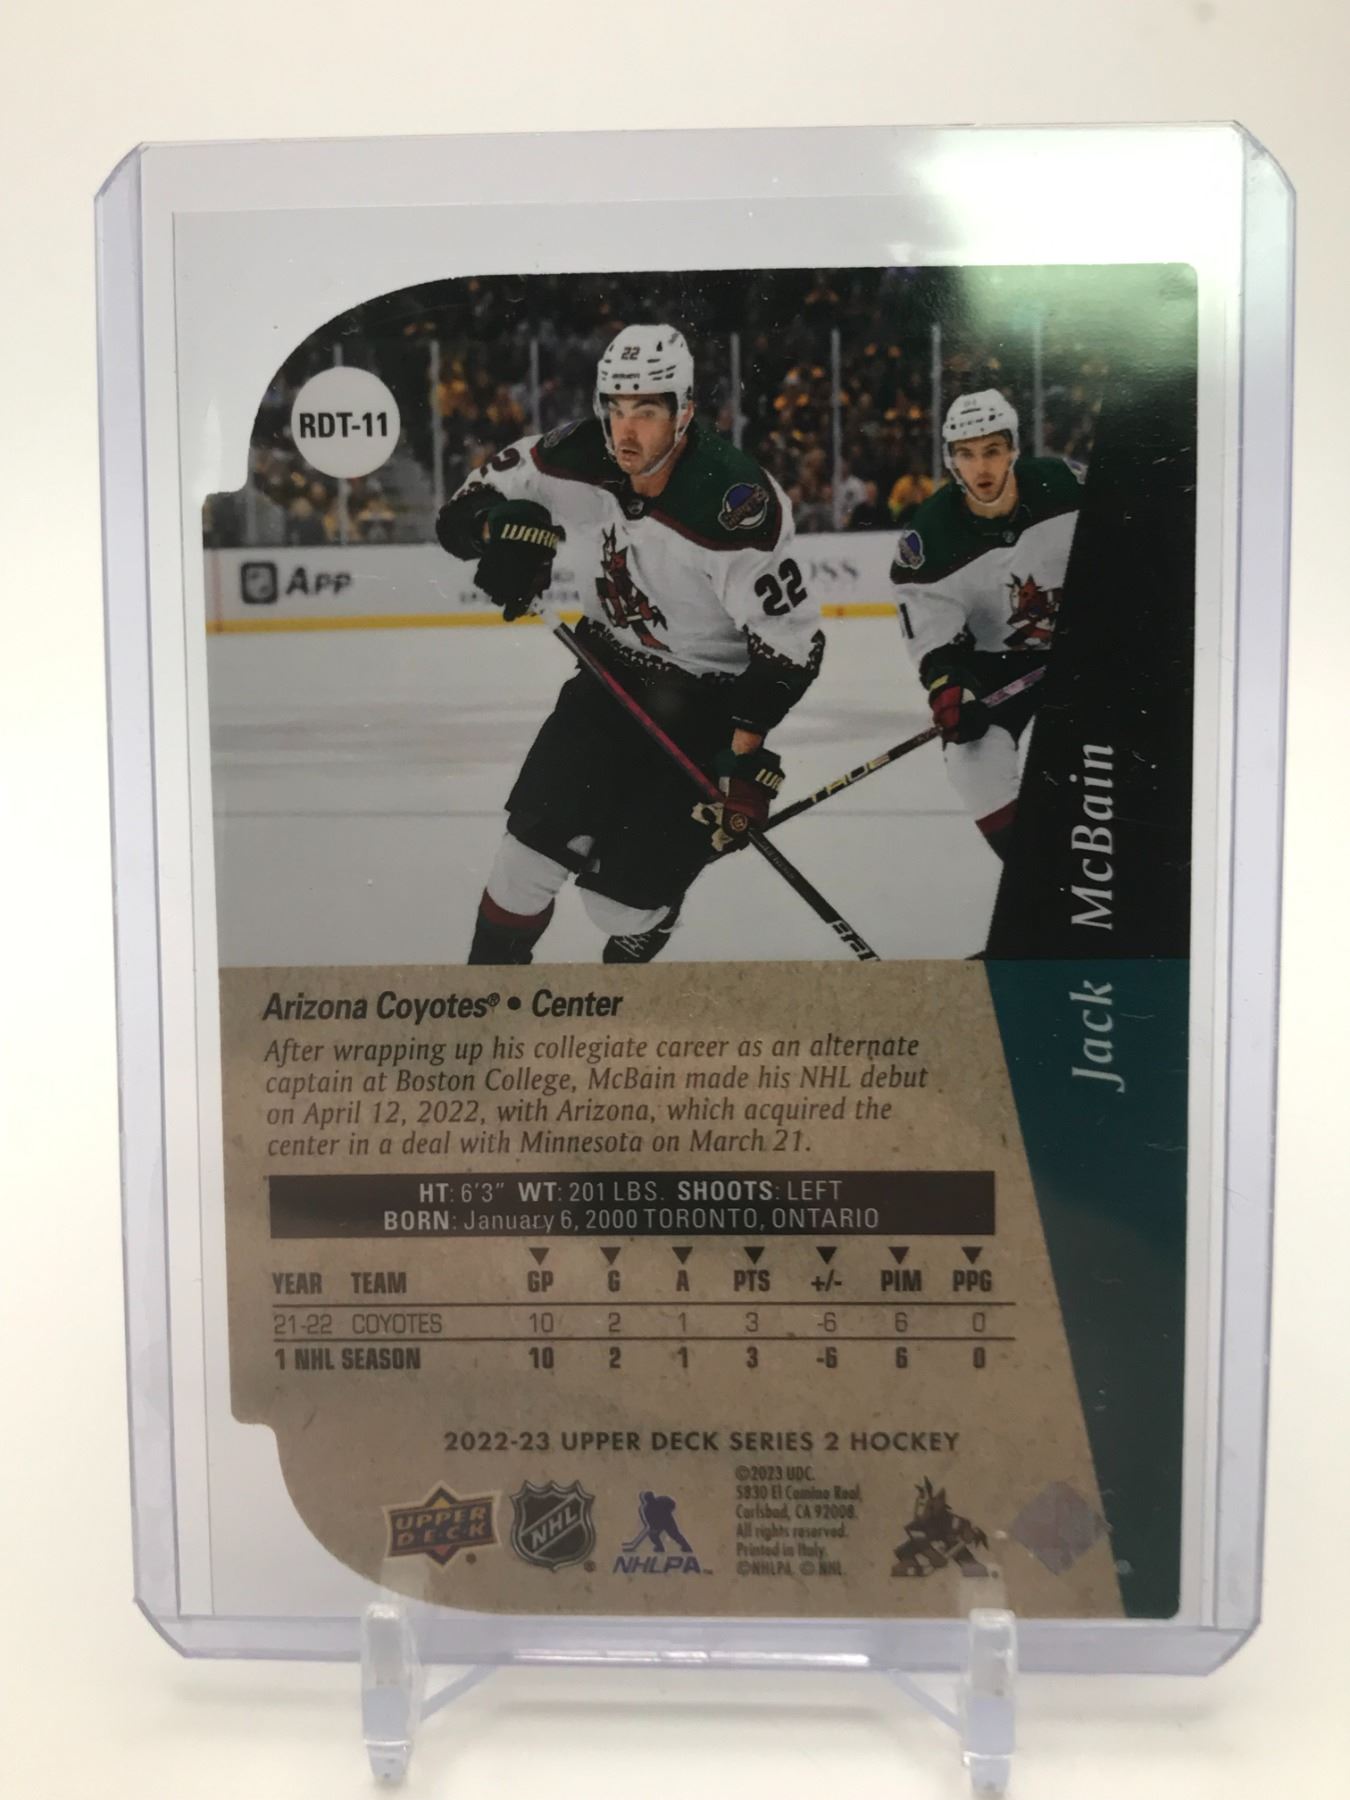 RDT-11
22
22
WARR
22
APP
TRUE
Jack McBain
Arizona Coyotes® • Center
After wrapping up his collegiate career as an alternate
captain at Boston College, McBain made his NHL debut
on April 12, 2022, with Arizona, which acquired the
center in a deal with Minnesota on March 21.
HT: 6'3" WT: 201 LBS. SHOOTS: LEFT
BORN: January 6, 2000 TORONTO, ONTARIO
YEAR TEAM GP G A PTS +/- PIM PPG
21-22 COYOTES 10 2 1 3 -6 6 0
1 NHL SEASON 10 2 1 3 -6 6 0
2022-23 UPPER DECK SERIES 2 HOCKEY
UPPER
DECK
NHL
NHLPA
©2023 UDC.
5830 El Camino Real,
Carlsbad, CA 92008.
All rights reserved.
Printed in Italy.
©NHLPA. © NHL.